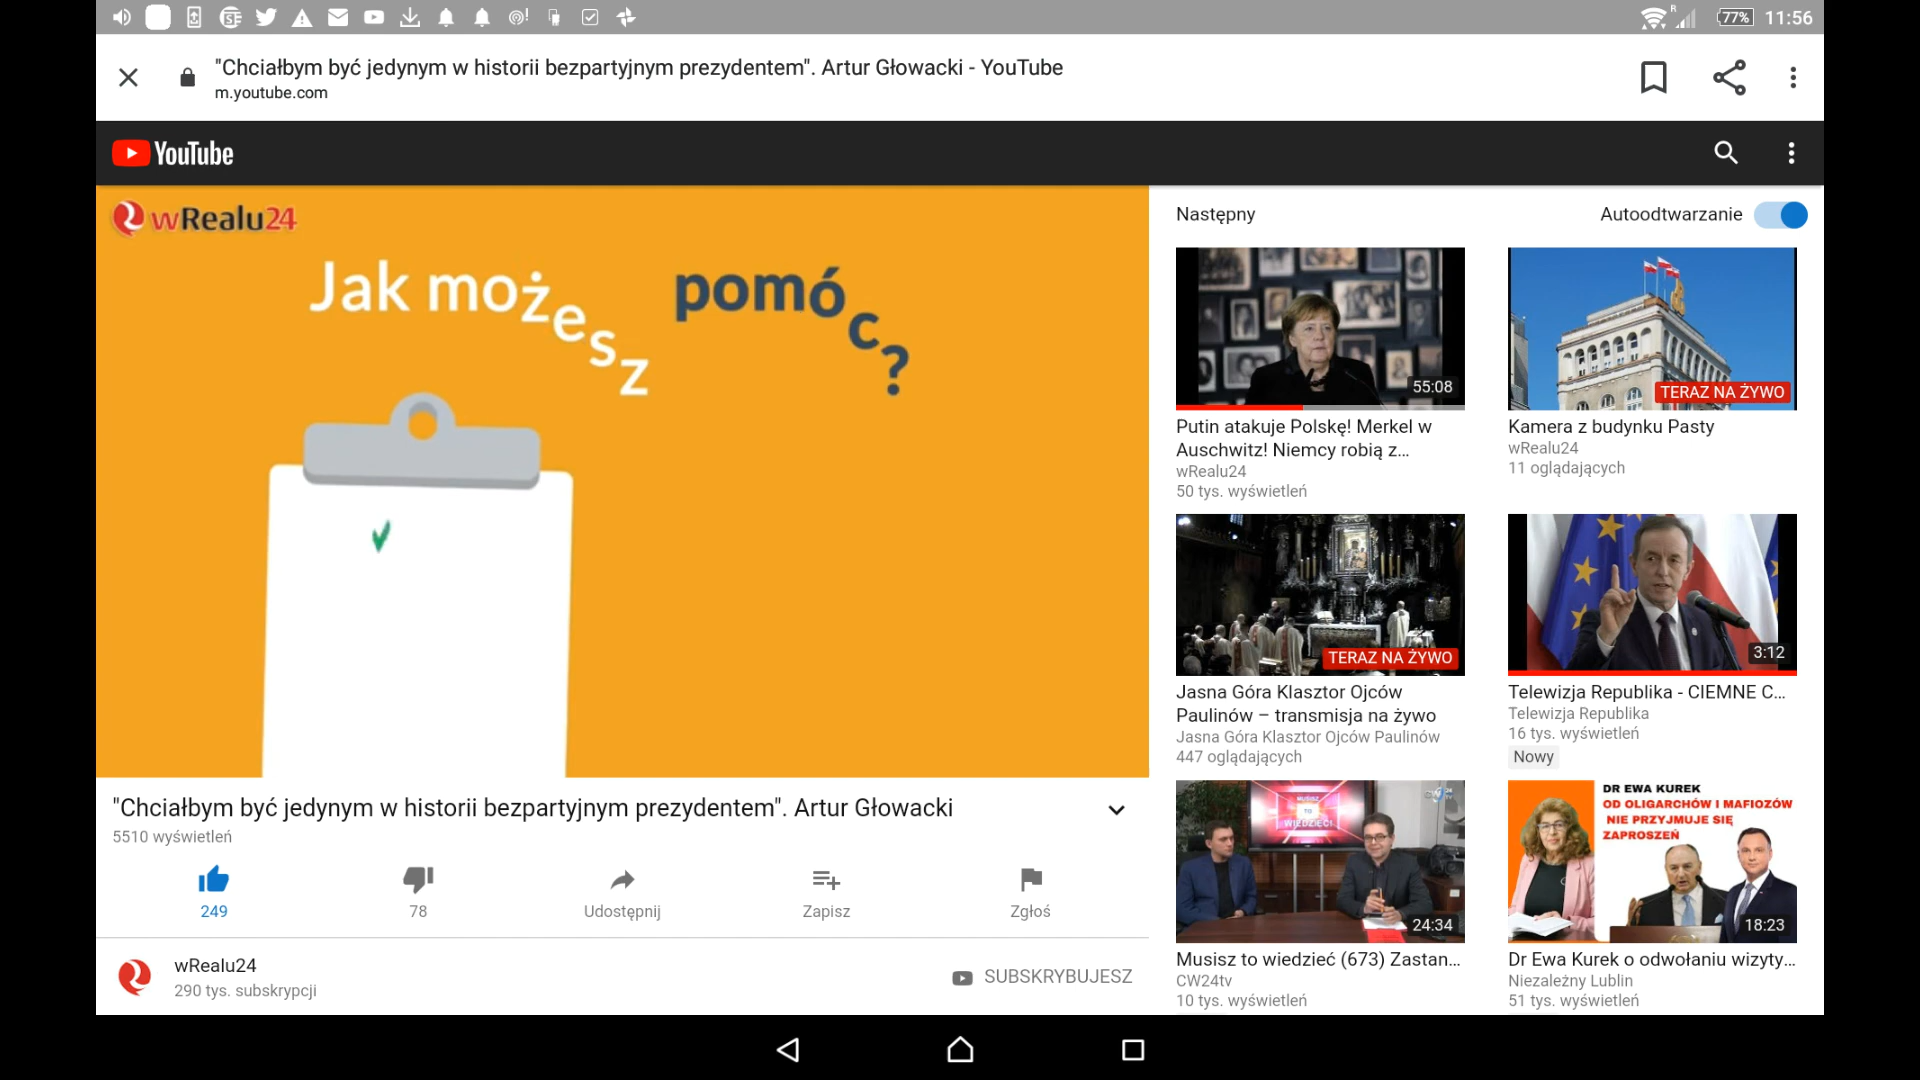 77%
11:56
"Chciałbym być jedynym w historii bezpartyjnym prezydentem". Artur Głowacki - YouTube
m.youtube.com
YouTube
wRealu24
Jak możesz pomóc?
"Chciałbym być jedynym w historii bezpartyjnym prezydentem". Artur Głowacki
5510 wyświetleń
249
78
Udostępnij
Zapisz
Zgłoś
wRealu24
290 tys. subskrypcji
SUBSKRYBUJESZ
Następny
Autoodtwarzanie
55:08
Putin atakuje Polskę! Merkel w
Auschwitz! Niemcy robią z...
wRealu24
50 tys. wyświetleń
TERAZ NA ŻYWO
Kamera z budynku Pasty
wRealu24
11 oglądających
TERAZ NA ŻYWO
Jasna Góra Klasztor Ojców
Paulinów – transmisja na żywo
Jasna Góra Klasztor Ojców Paulinów
447 oglądających
3:12
Telewizja Republika - CIEMNE C...
Telewizja Republika
16 tys. wyświetleń
Nowy
MUSISZ
TO
WIEDZIEĆ!
24:34
Musisz to wiedzieć (673) Zastan...
CW24tv
10 tys. wyświetleń
DR EWA KUREK
OD OLIGARCHÓW I MAFIOZÓW
NIE PRZYJMUJE SIĘ
ZAPROSZEŃ
18:23
Dr Ewa Kurek o odwołaniu wizyty...
Niezależny Lublin
51 tys. wyświetleń